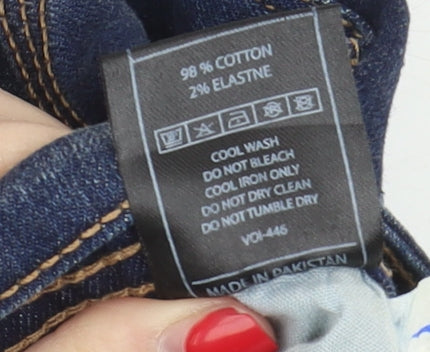 98 % COTTON
2% ELASTNE
COOL WASH
DO NOT BLEACH
COOL IRON ONLY
DO NOT DRY CLEAN
DO NOT TUMBLE DRY
VOI-446
MADE IN PAKISTAN